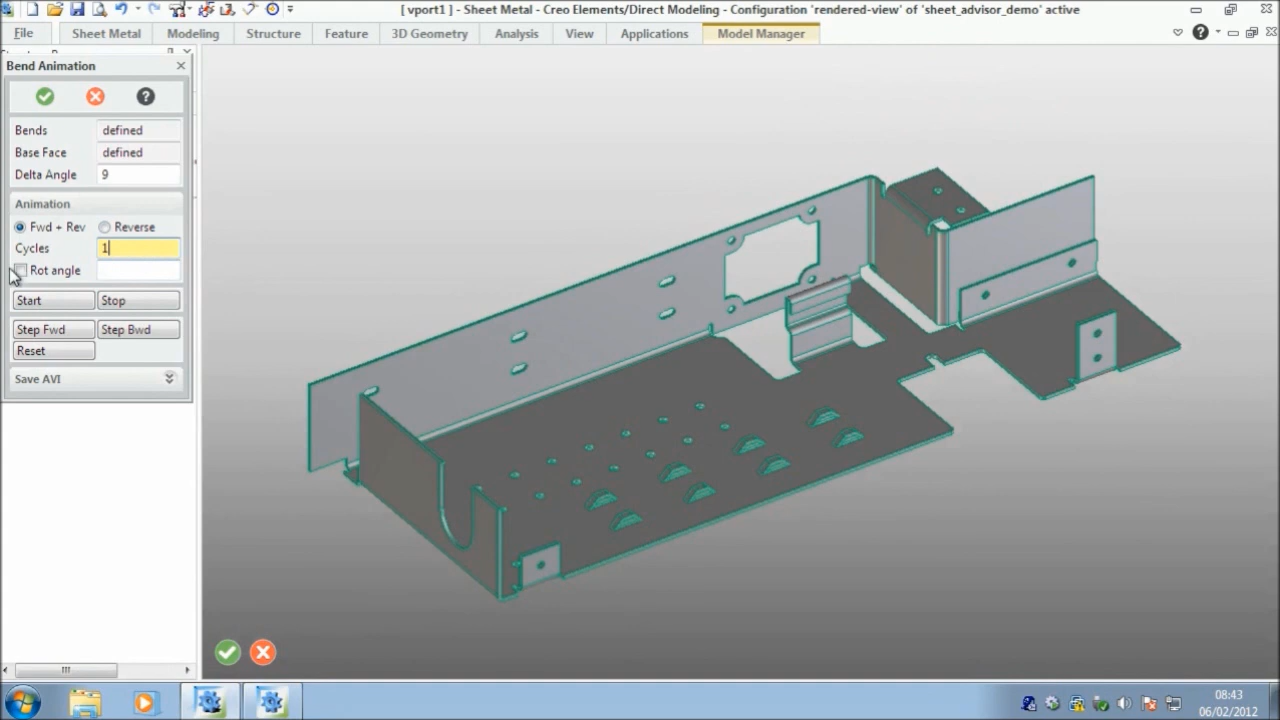 [ vport1 ] - Sheet Metal - Creo Elements/Direct Modeling - Configuration 'rendered-view' of 'sheet_advisor_demo' active
File Sheet Metal Modeling Structure Feature 3D Geometry Analysis View Applications Model Manager
Bend Animation
Bends defined
Base Face defined
Delta Angle 9
Animation
Fwd + Rev Reverse
Cycles 1
Rot angle
Start Stop
Step Fwd Step Bwd
Reset
Save AVI
08:43
06/02/2012